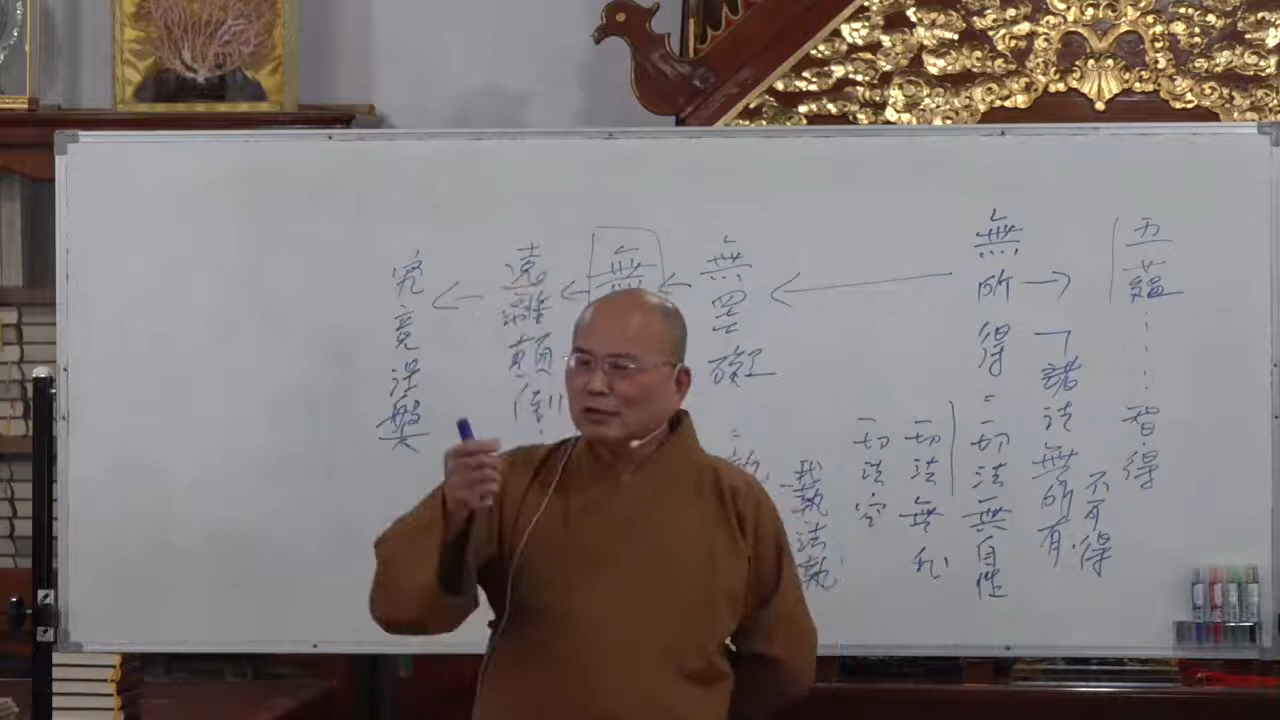 五蘊……智.得
不可得
「諸法無所有.
無所得=一切法無自性
一切法無礼
一切法空
我執法執
無罣礙
無
遠離顛倒
究竟涅槃